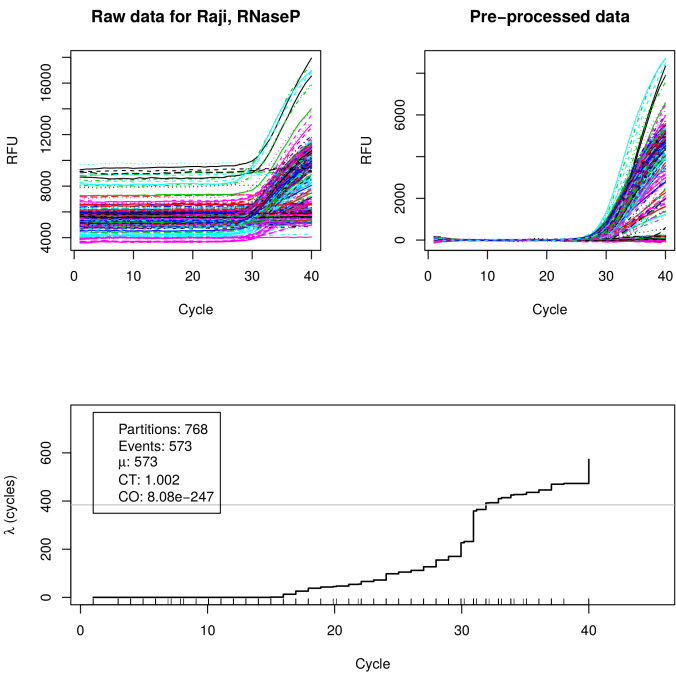 Raw data for Raji, RNaseP
Pre−processed data
RFU
4000
8000
12000
16000
0
10
20
30
40
Cycle
RFU
0
2000
6000
0
10
20
30
40
Cycle
λ (cycles)
0
200
400
600
Partitions: 768
Events: 573
μ: 573
CT: 1.002
CO: 8.08e−247
0
10
20
30
40
Cycle